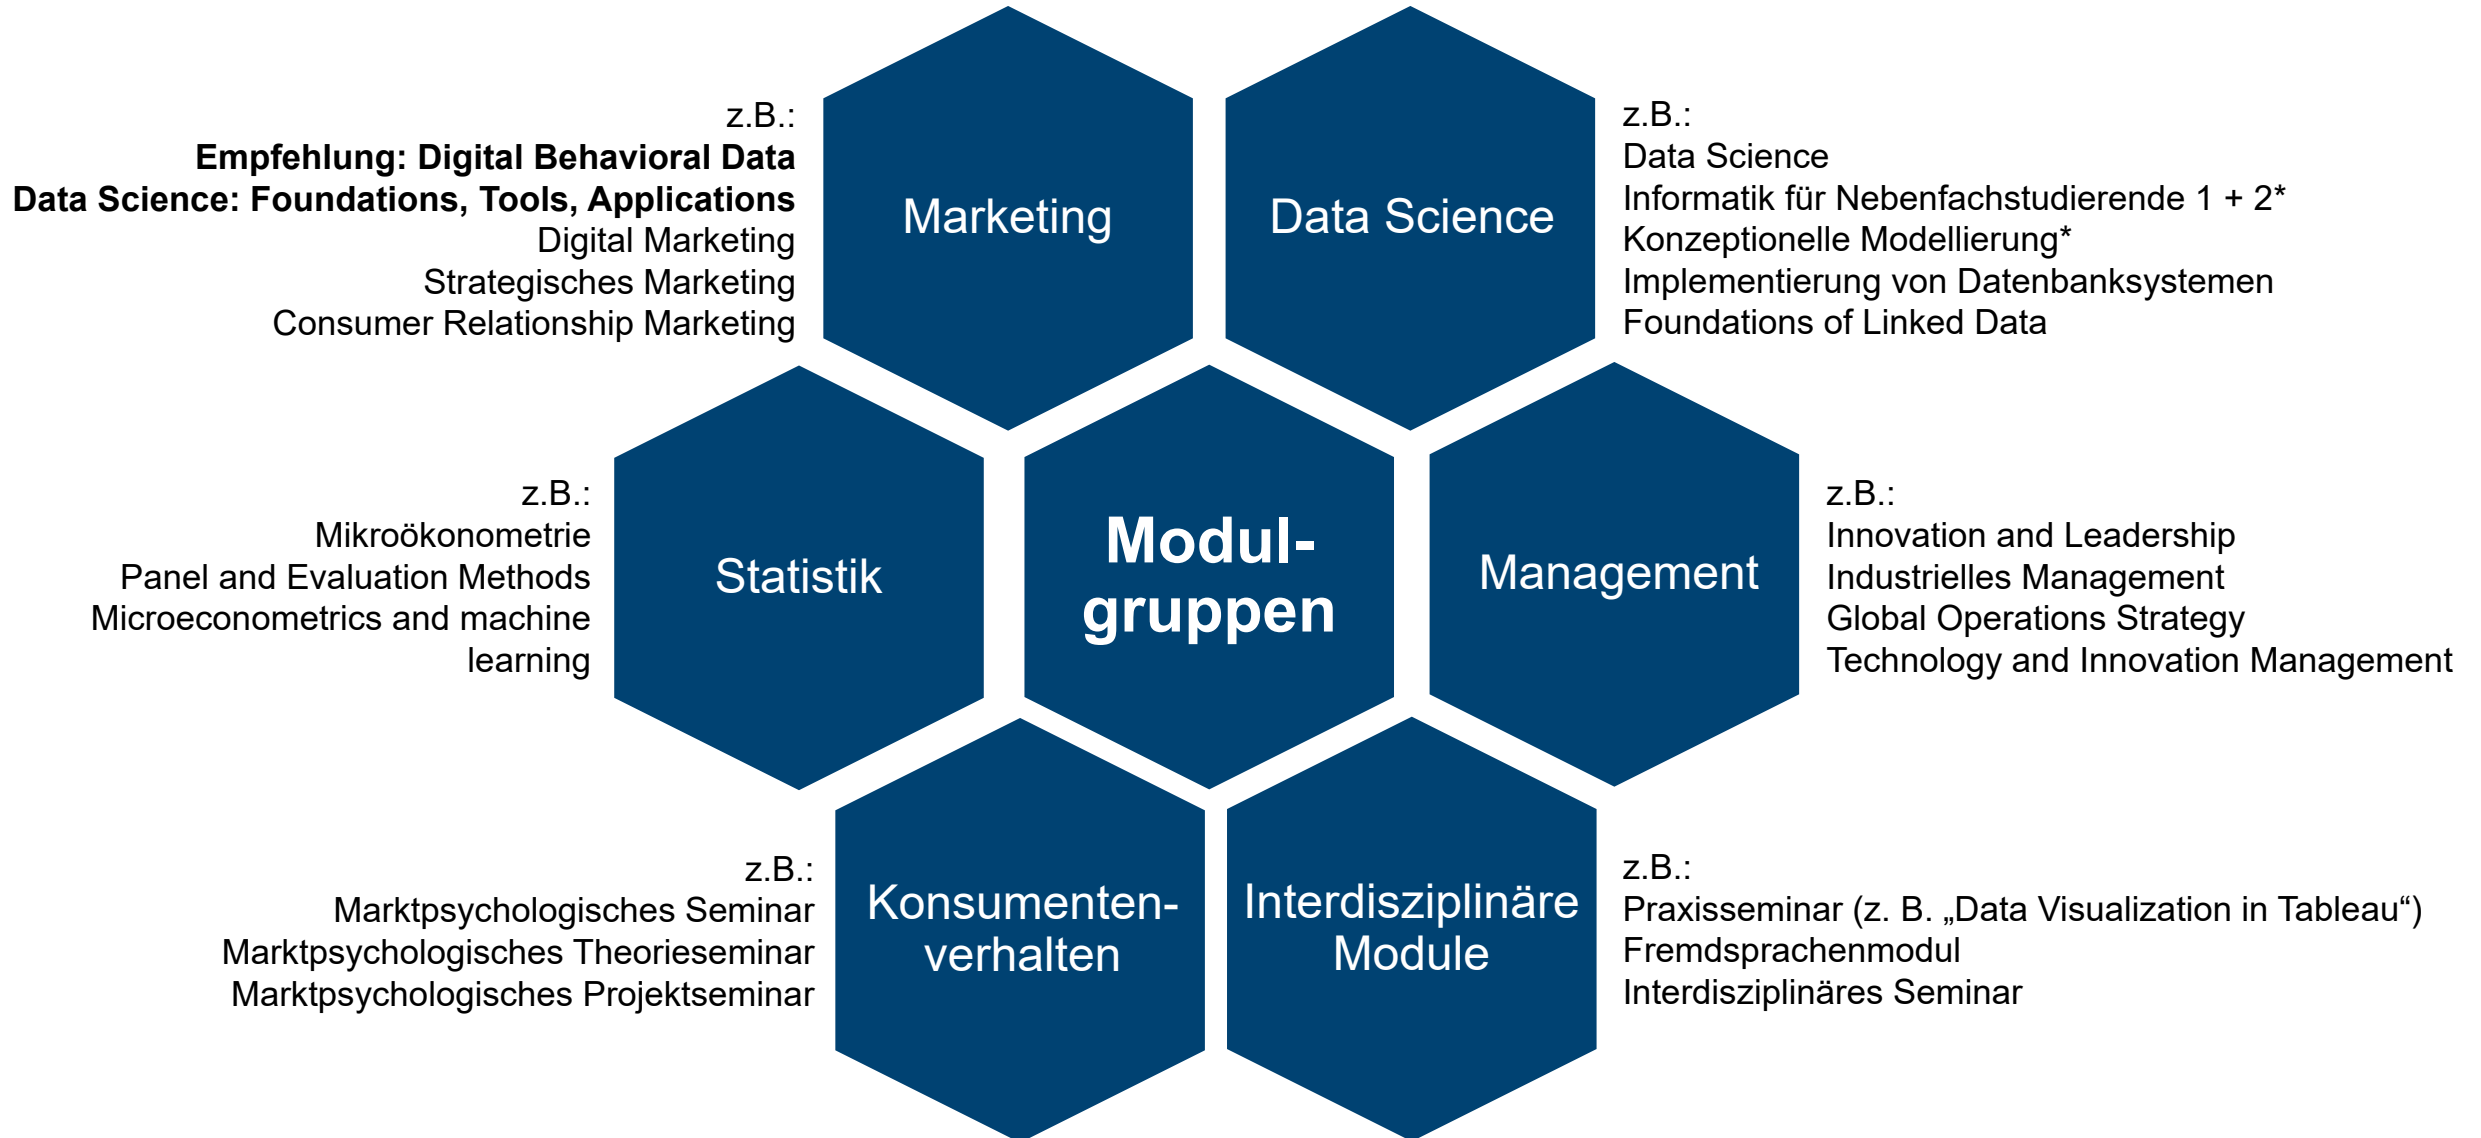 z.B.:
Empfehlung: Digital Behavioral Data
Data Science: Foundations, Tools, Applications
Digital Marketing
Strategisches Marketing
Consumer Relationship Marketing
Marketing
Data Science
z.B.:
Data Science
Informatik für Nebenfachstudierende 1 + 2*
Konzeptionelle Modellierung*
Implementierung von Datenbanksystemen
Foundations of Linked Data
z.B.:
Mikroökonometrie
Panel and Evaluation Methods
Microeconometrics and machine
learning
Statistik
Modul-
gruppen
Management
z.B.:
Innovation and Leadership
Industrielles Management
Global Operations Strategy
Technology and Innovation Management
z.B.:
Marktpsychologisches Seminar
Marktpsychologisches Theorieseminar
Marktpsychologisches Projektseminar
Konsumenten-
verhalten
Interdisziplinäre
Module
z.B.:
Praxisseminar (z. B. „Data Visualization in Tableau“)
Fremdsprachenmodul
Interdisziplinäres Seminar